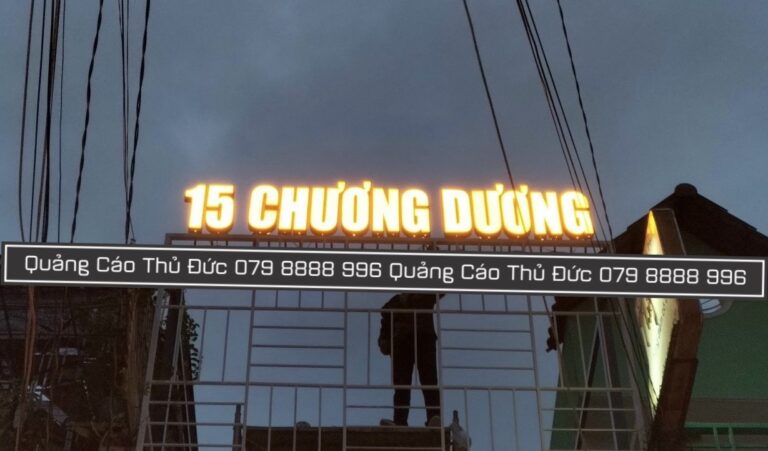 15 CHƯƠNG DƯƠNG
Quảng Cáo Thủ Đức 079 8888 996 Quảng Cáo Thủ Đức 079 8888 996